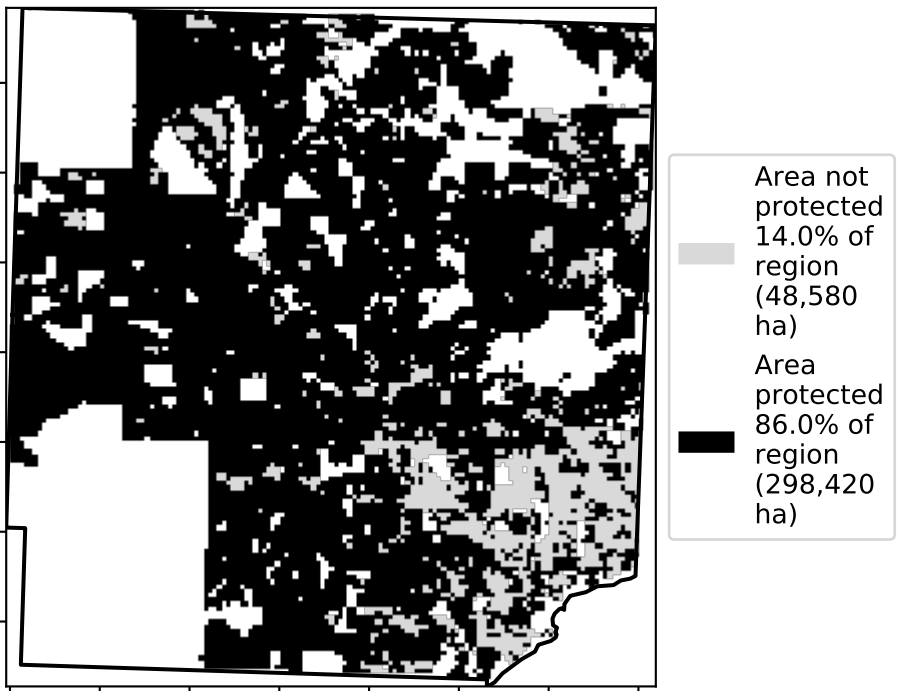 Area not
protected
14.0% of
region
(48,580
ha)
Area
protected
86.0% of
region
(298,420
ha)